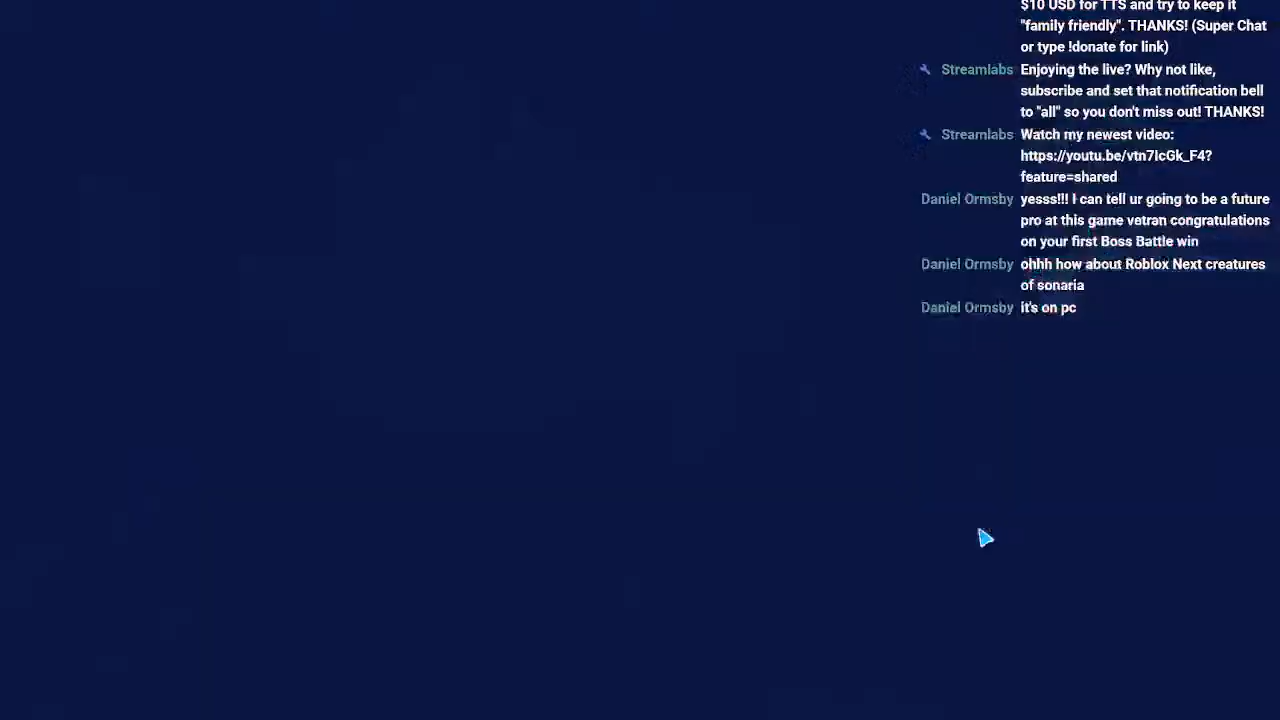 $10 USD for TTS and try to keep it
"family friendly". THANKS! (Super Chat
or type !donate for link)
Streamlabs Enjoying the live? Why not like,
subscribe and set that notification bell
to "all" so you don't miss out! THANKS!
Streamlabs Watch my newest video:
https://youtu.be/vtn7IcGk_F4?
feature=shared
Daniel Ormsby yesss!!! I can tell ur going to be a future
pro at this game vetran congratulations
on your first Boss Battle win
Daniel Ormsby ohhh how about Roblox Next creatures
of sonaria
Daniel Ormsby it's on pc